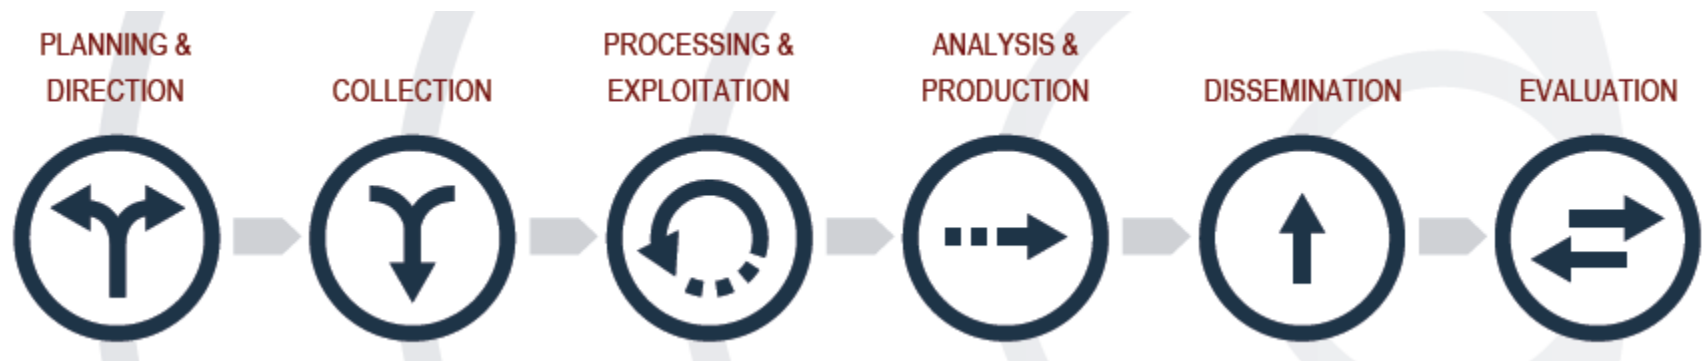 PLANNING &
DIRECTION
COLLECTION
PROCESSING &
EXPLOITATION
ANALYSIS &
PRODUCTION
DISSEMINATION
EVALUATION